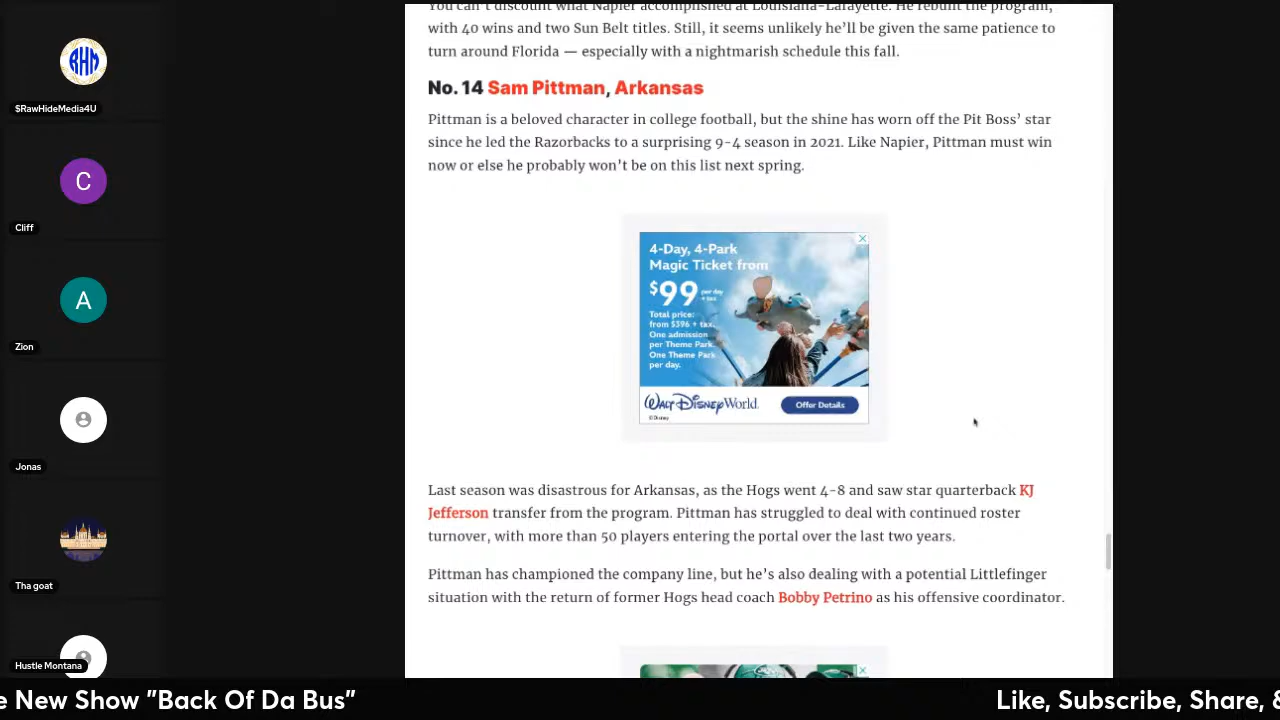 You can't discount what Napier accomplished at Louisiana-Lafayette. He rebuilt the program,
with 40 wins and two Sun Belt titles. Still, it seems unlikely he'll be given the same patience to
turn around Florida — especially with a nightmarish schedule this fall.
No. 14 Sam Pittman, Arkansas
Pittman is a beloved character in college football, but the shine has worn off the Pit Boss' star
since he led the Razorbacks to a surprising 9-4 season in 2021. Like Napier, Pittman must win
now or else he probably won't be on this list next spring.
4-Day, 4-Park
Magic Ticket from
$99 per day
+ tax
Total price:
from $396 + tax.
One admission
per Theme Park.
One Theme Park
per day.
Walt Disney World.
Offer Details
©Disney
Last season was disastrous for Arkansas, as the Hogs went 4-8 and saw star quarterback KJ
Jefferson transfer from the program. Pittman has struggled to deal with continued roster
turnover, with more than 50 players entering the portal over the last two years.
Pittman has championed the company line, but he's also dealing with a potential Littlefinger
situation with the return of former Hogs head coach Bobby Petrino as his offensive coordinator.
RHM
$RawHideMedia4U
C
Cliff
A
Zion
Jonas
Tha goat
Hustle Montana
e New Show "Back Of Da Bus"
Like, Subscribe, Share, &